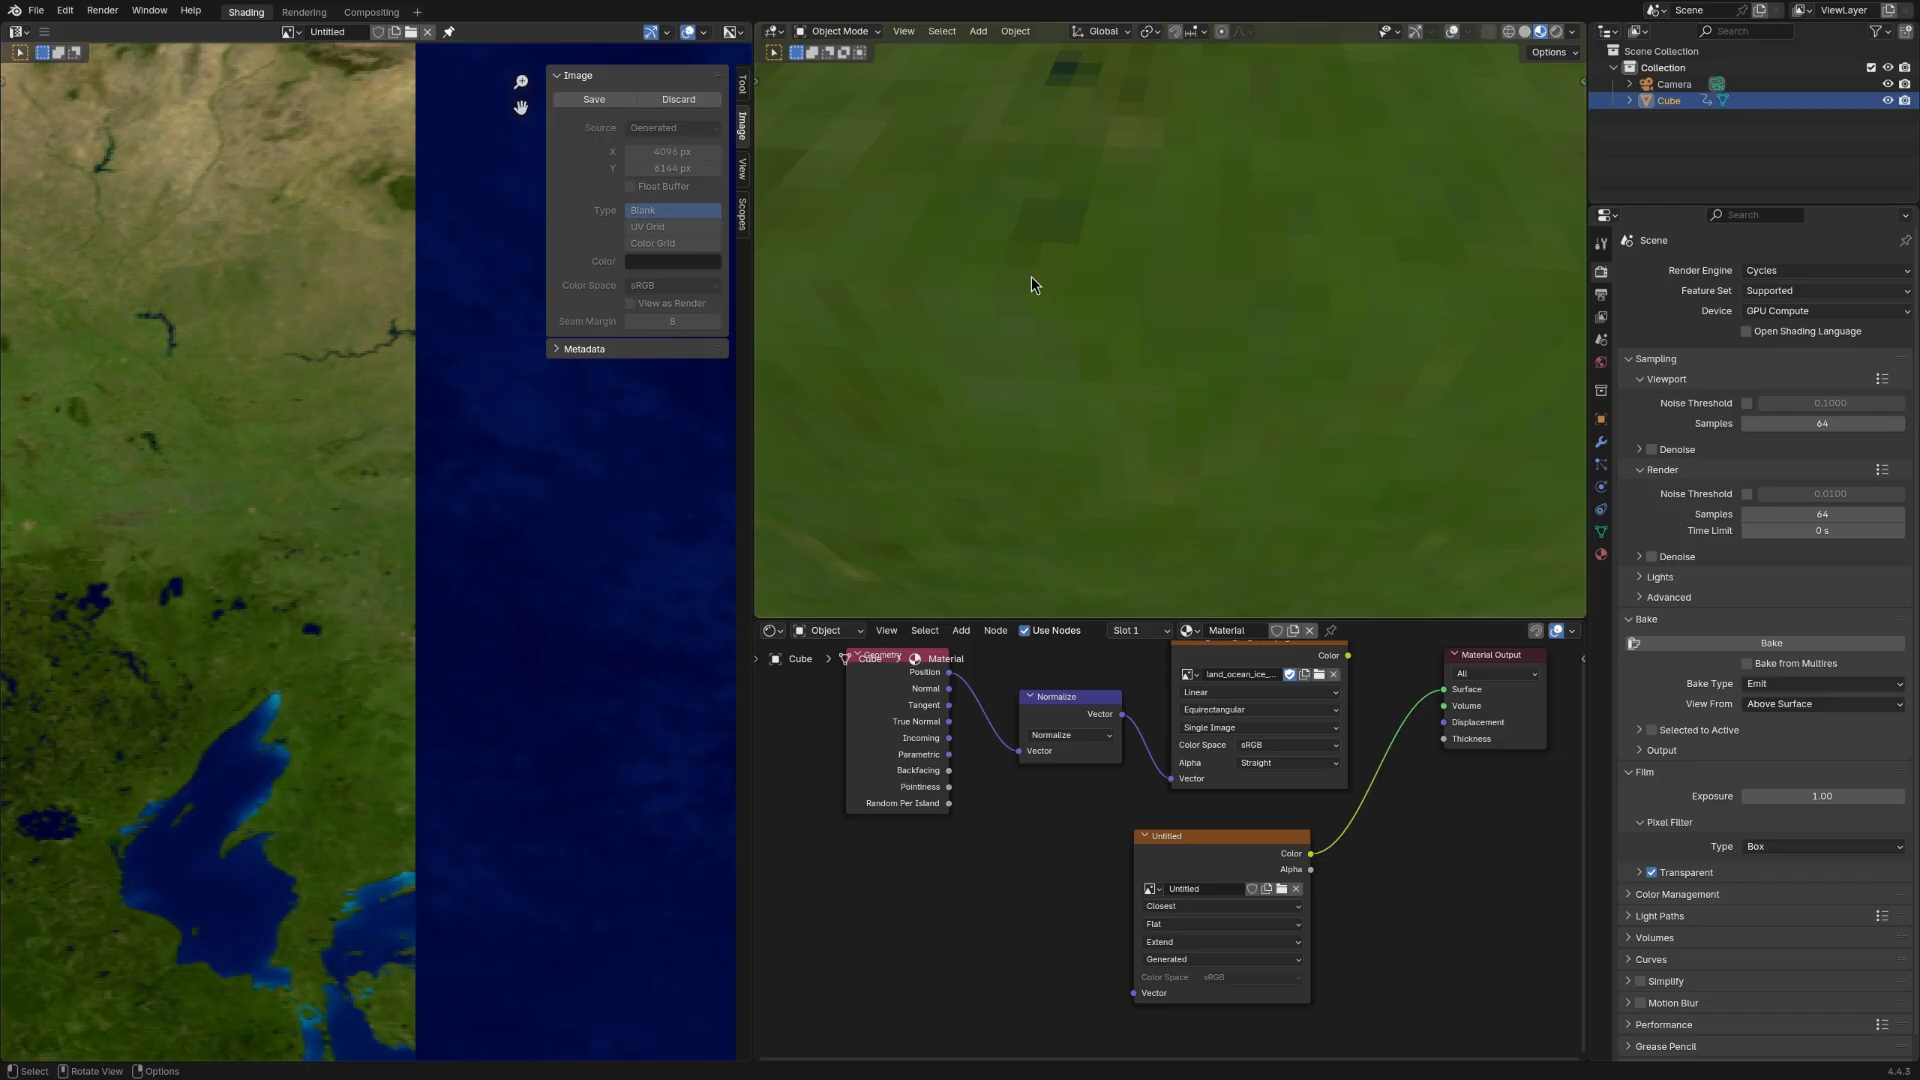 File Edit Render Window Help Shading Rendering Compositing + Scene ViewLayer
Untitled
Object Mode View Select Add Object Global
Search
Options
Scene Collection
Collection
Camera
Cube
Image
Save Discard
Source Generated
X 4096 px
Y 6144 px
Float Buffer
Type Blank
UV Grid
Color Grid
Color
Color Space sRGB
View as Render
Seam Margin 8
Metadata
Tool
Image
View
Scopes
Object View Select Add Node Use Nodes Slot 1 Material
Cube > Cube > Material
Geometry
Position
Normal
Tangent
True Normal
Incoming
Parametric
Backfacing
Pointiness
Random Per Island
Normalize
Vector
Normalize
Vector
Color
land_ocean_ice_...
Linear
Equirectangular
Single Image
Color Space sRGB
Alpha Straight
Vector
Untitled
Color
Alpha
Untitled
Closest
Flat
Extend
Generated
Color Space sRGB
Vector
Material Output
All
Surface
Volume
Displacement
Thickness
Search
Scene
Render Engine Cycles
Feature Set Supported
Device GPU Compute
Open Shading Language
Sampling
Viewport
Noise Threshold 0.1000
Samples 64
Denoise
Render
Noise Threshold 0.0100
Samples 64
Time Limit 0 s
Denoise
Lights
Advanced
Bake
Bake
Bake from Multires
Bake Type Emit
View From Above Surface
Selected to Active
Output
Film
Exposure 1.00
Pixel Filter
Type Box
Transparent
Color Management
Light Paths
Volumes
Curves
Simplify
Motion Blur
Performance
Grease Pencil
Select Rotate View Options 4.4.3